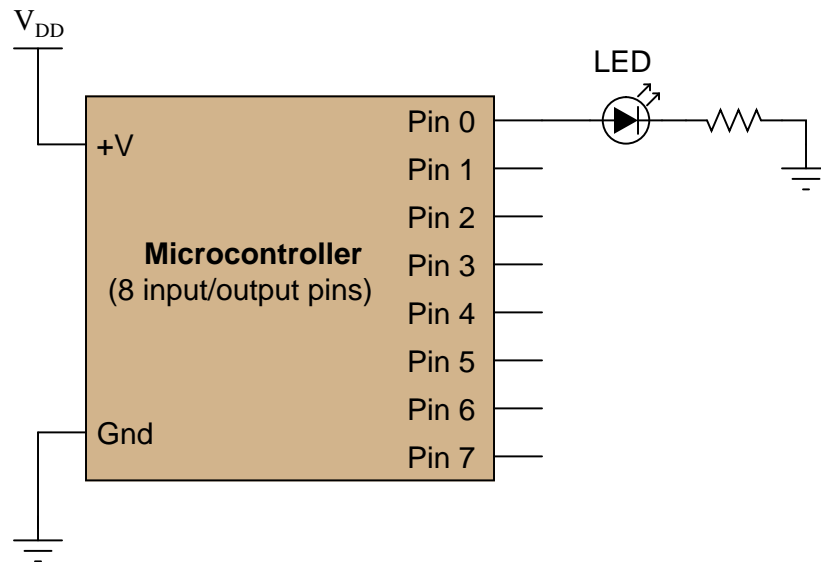 V_DD
LED
+V
Pin 0
Pin 1
Pin 2
Microcontroller
(8 input/output pins)
Pin 3
Pin 4
Pin 5
Pin 6
Gnd
Pin 7